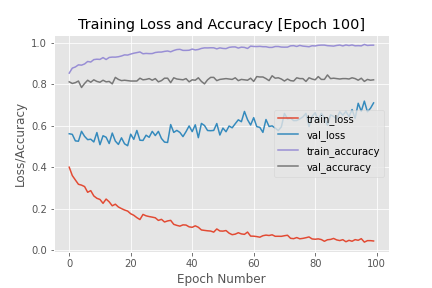 Training Loss and Accuracy [Epoch 100]
Loss/Accuracy
1.0
0.8
0.6
0.4
0.2
0.0
train_loss
val_loss
train_accuracy
val_accuracy
0
20
40
60
80
100
Epoch Number